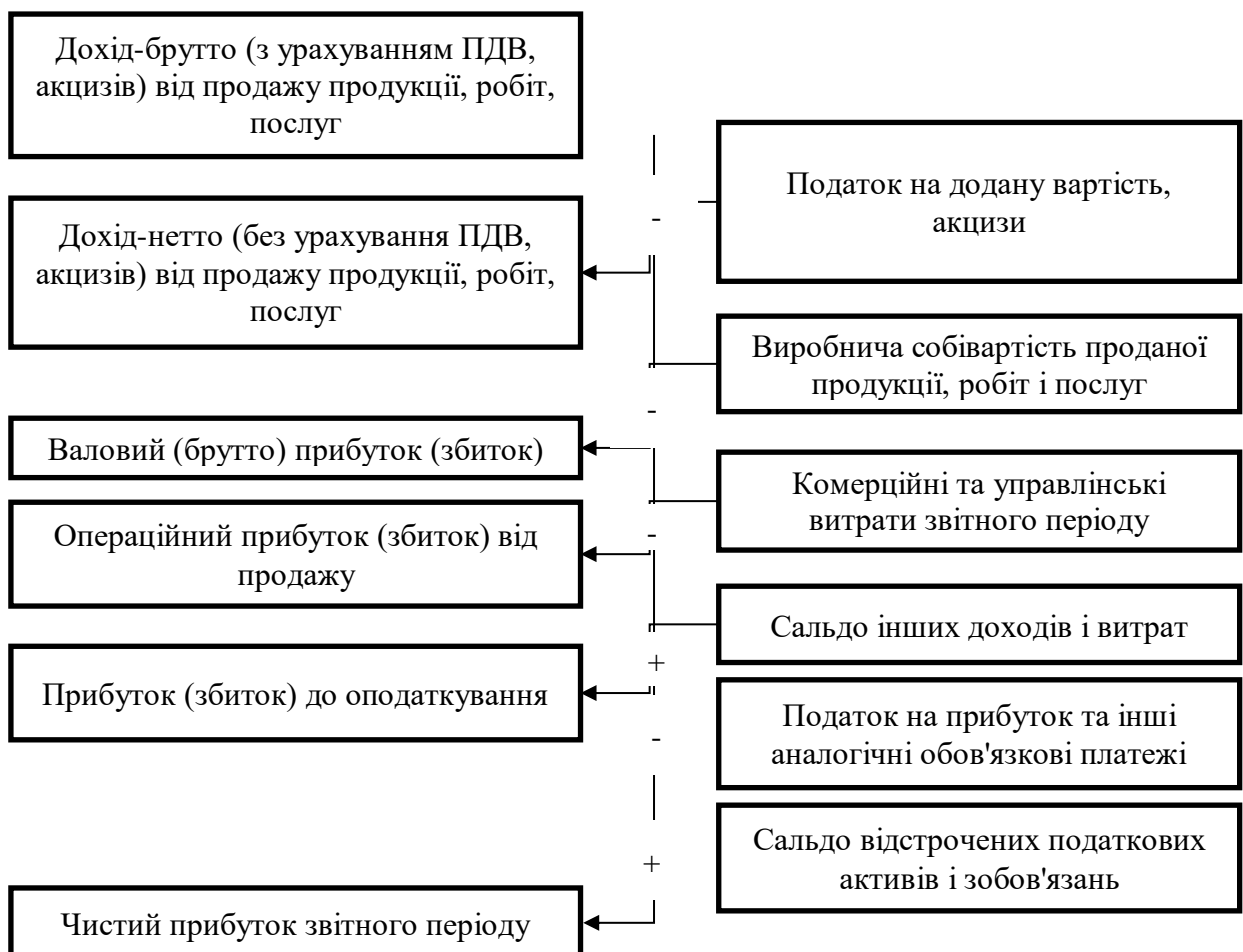 Дохід-брутто (з урахуванням ПДВ,
акцизів) від продажу продукції, робіт,
послуг
Податок на додану вартість,
акцизи
-
Дохід-нетто (без урахування ПДВ,
акцизів) від продажу продукції, робіт,
послуг
Виробнича собівартість проданої
продукції, робіт і послуг
-
Валовий (брутто) прибуток (збиток)
Комерційні та управлінські
витрати звітного періоду
-
Операційний прибуток (збиток) від
продажу
Сальдо інших доходів і витрат
+
Прибуток (збиток) до оподаткування
Податок на прибуток та інші
аналогічні обов'язкові платежі
-
Сальдо відстрочених податкових
активів і зобов'язань
+
Чистий прибуток звітного періоду